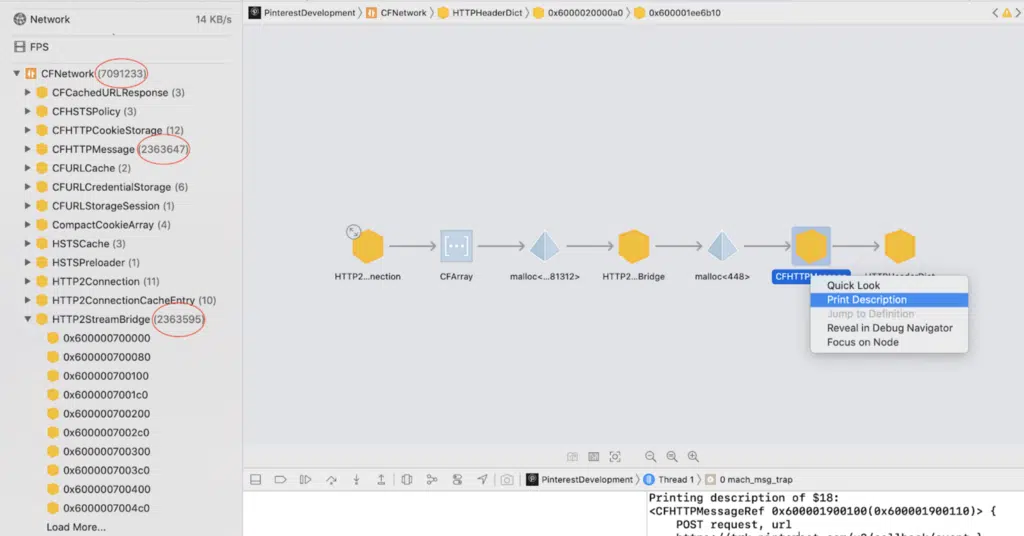 Network 14 KB/s
PinterestDevelopment CFNetwork HTTPHeaderDict 0x6000020000a0 0x600001ee6b10
FPS
CFNetwork (7091233)
CFCachedURLResponse (3)
CFHSTSPolicy (3)
CFHTTPCookieStorage (12)
CFHTTPMessage (2363647)
CFURLCache (2)
CFURLCredentialStorage (6)
CFURLStorageSession (1)
CompactCookieArray (4)
HSTSCache (3)
HSTSPreloader (1)
HTTP2Connection (11)
HTTP2ConnectionCacheEntry (10)
HTTP2StreamBridge (2363595)
0x600000700000
0x600000700080
0x600000700100
0x6000007001c0
0x600000700200
0x6000007002c0
0x600000700300
0x6000007003c0
0x600000700400
0x6000007004c0
Load More...
HTTP2...nection CFArray malloc<...81312> HTTP2...Bridge malloc<448> CFHTTPMessage HTTPHeaderDict
Quick Look
Print Description
Jump to Definition
Reveal in Debug Navigator
Focus on Node
PinterestDevelopment Thread 1 0 mach_msg_trap
Printing description of $18:
<CFHTTPMessageRef 0x600001900100(0x600001900110)> {
POST request, url